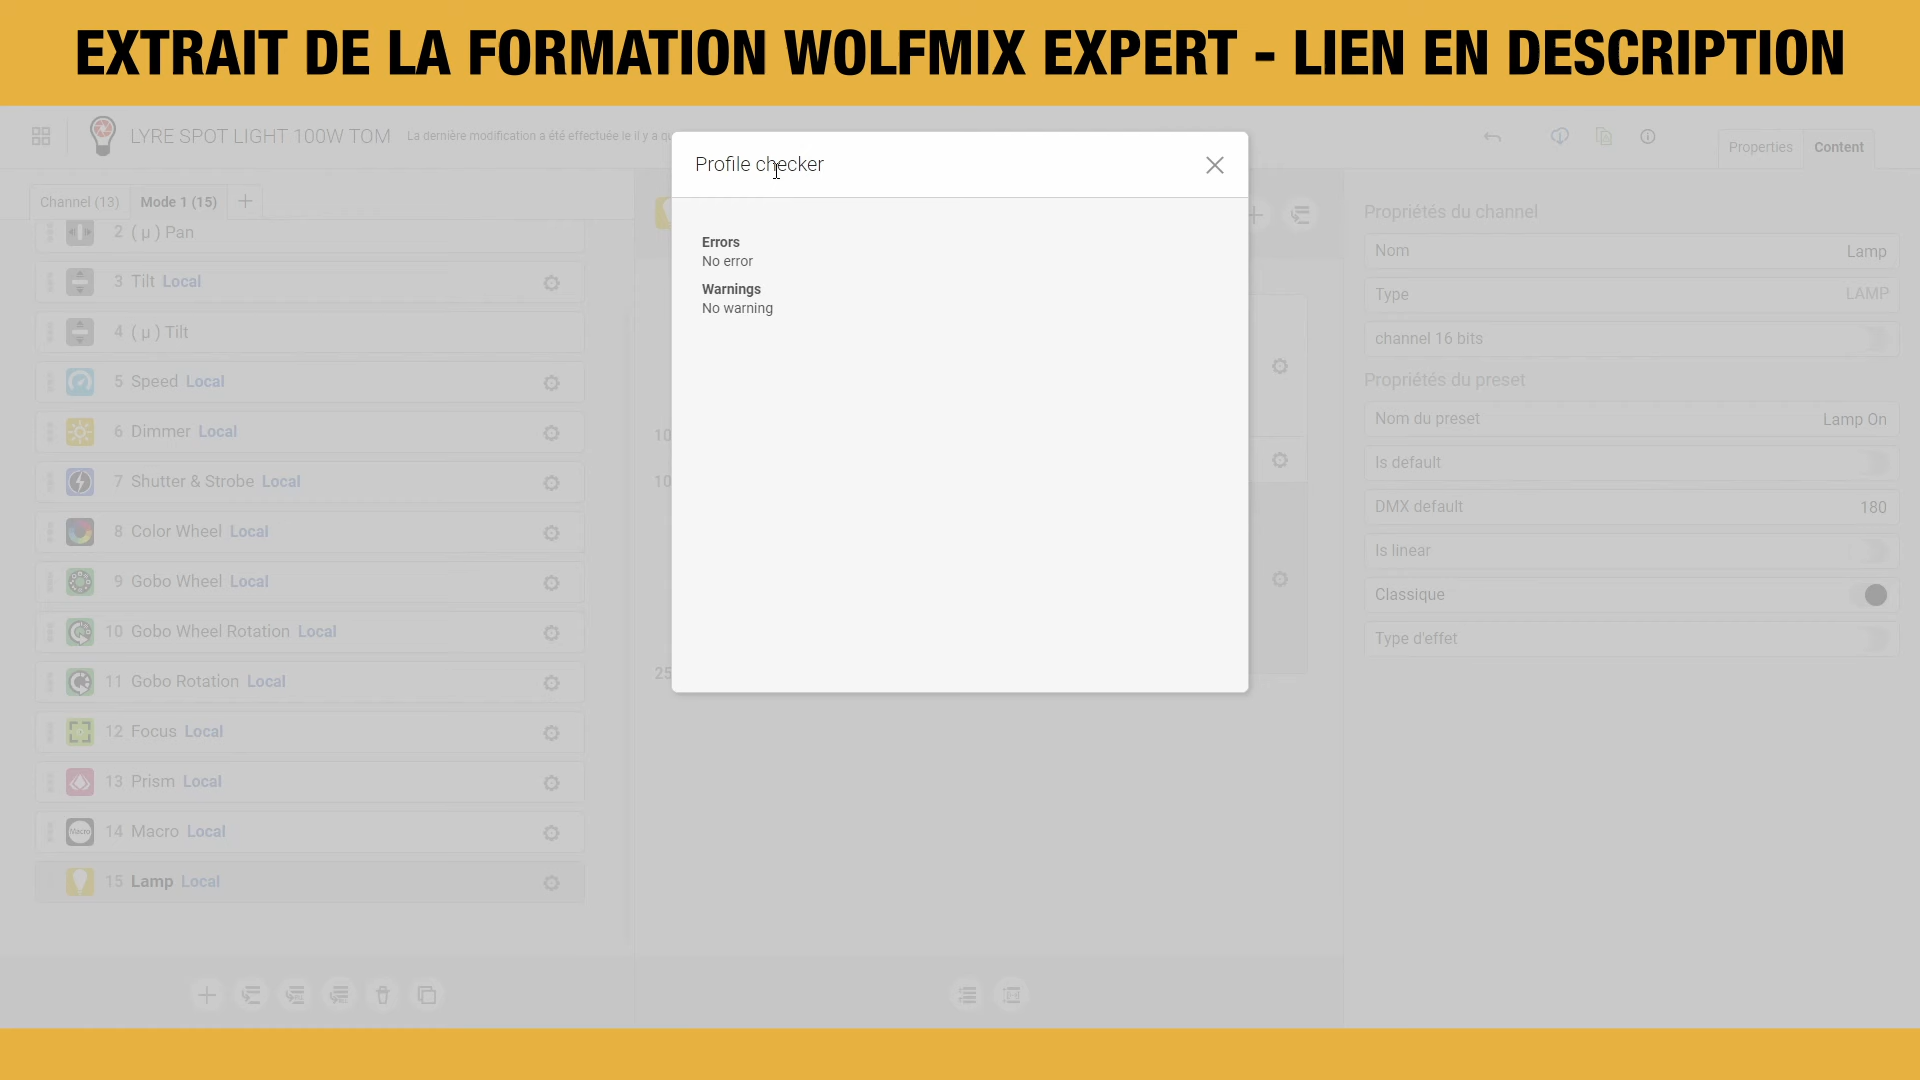 EXTRAIT DE LA FORMATION WOLFMIX EXPERT - LIEN EN DESCRIPTION
LYRE SPOT LIGHT 100W TOM
La dernière modification a été effectuée le il y a
Properties
Content
Channel (13)
Mode 1 (15)
2 ( µ ) Pan
3 Tilt Local
4 ( µ ) Tilt
5 Speed Local
6 Dimmer Local
7 Shutter & Strobe Local
8 Color Wheel Local
9 Gobo Wheel Local
10 Gobo Wheel Rotation Local
11 Gobo Rotation Local
12 Focus Local
13 Prism Local
Macro
14 Macro Local
15 Lamp Local
10
10
25
Profile checker
Errors
No error
Warnings
No warning
Propriétés du channel
Nom Lamp
Type LAMP
channel 16 bits
Propriétés du preset
Nom du preset Lamp On
Is default
DMX default 180
Is linear
Classique
Type d'effet